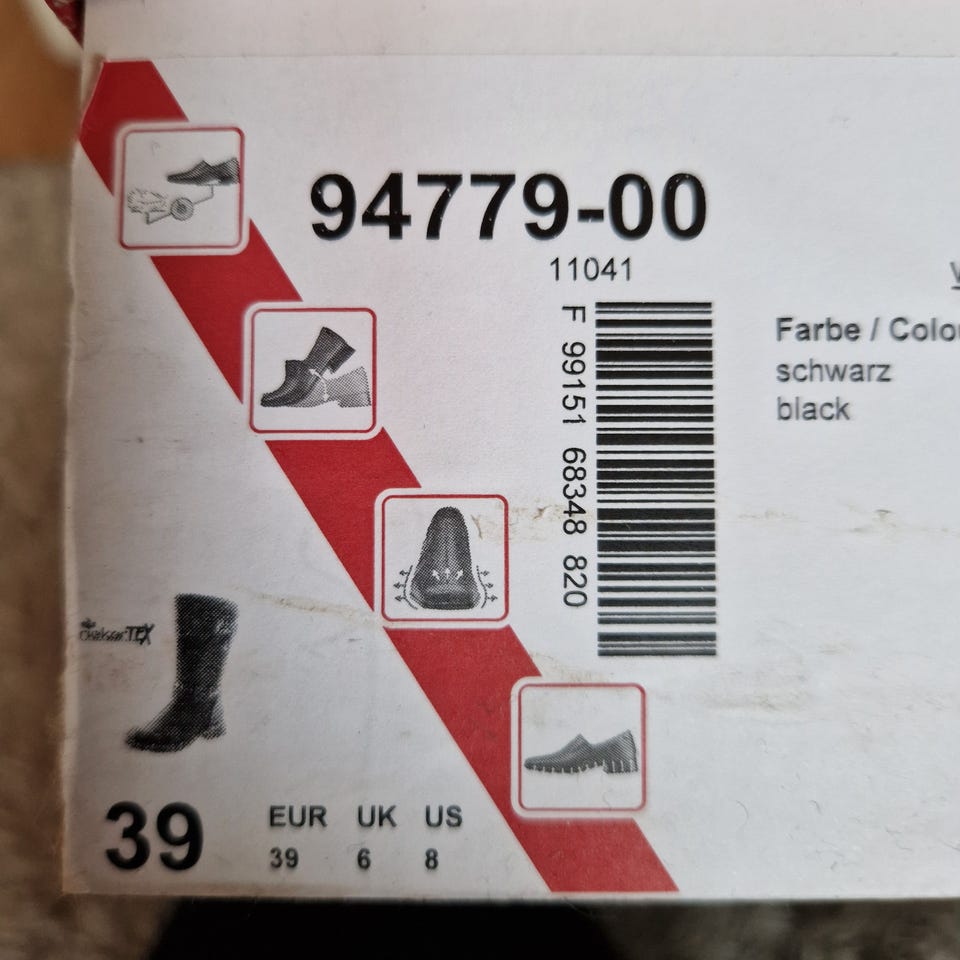 94779-00
11041
F 99151 68348 820
Farbe / Colou
schwarz
black
riekerTEX
39
EUR UK US
39 6 8